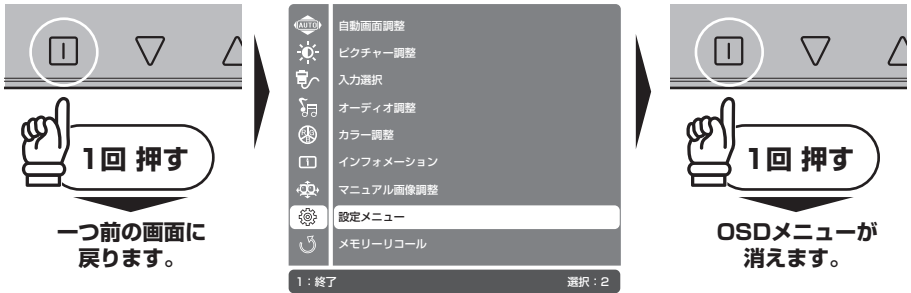 1回 押す
一つ前の画面に
戻ります。
AUTO
自動画面調整
ピクチャー調整
入力選択
オーディオ調整
カラー調整
インフォメーション
マニュアル画像調整
設定メニュー
メモリーリコール
1：終了
選択：2
1回 押す
OSDメニューが
消えます。